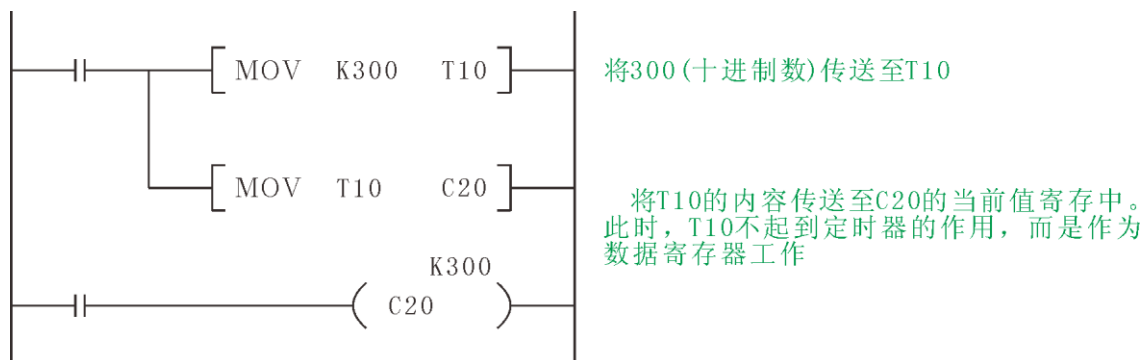 MOV K300 T10
将300(十进制数)传送至T10
MOV T10 C20
将T10的内容传送至C20的当前值寄存中。
此时，T10不起到定时器的作用，而是作为
数据寄存器工作
K300
C20